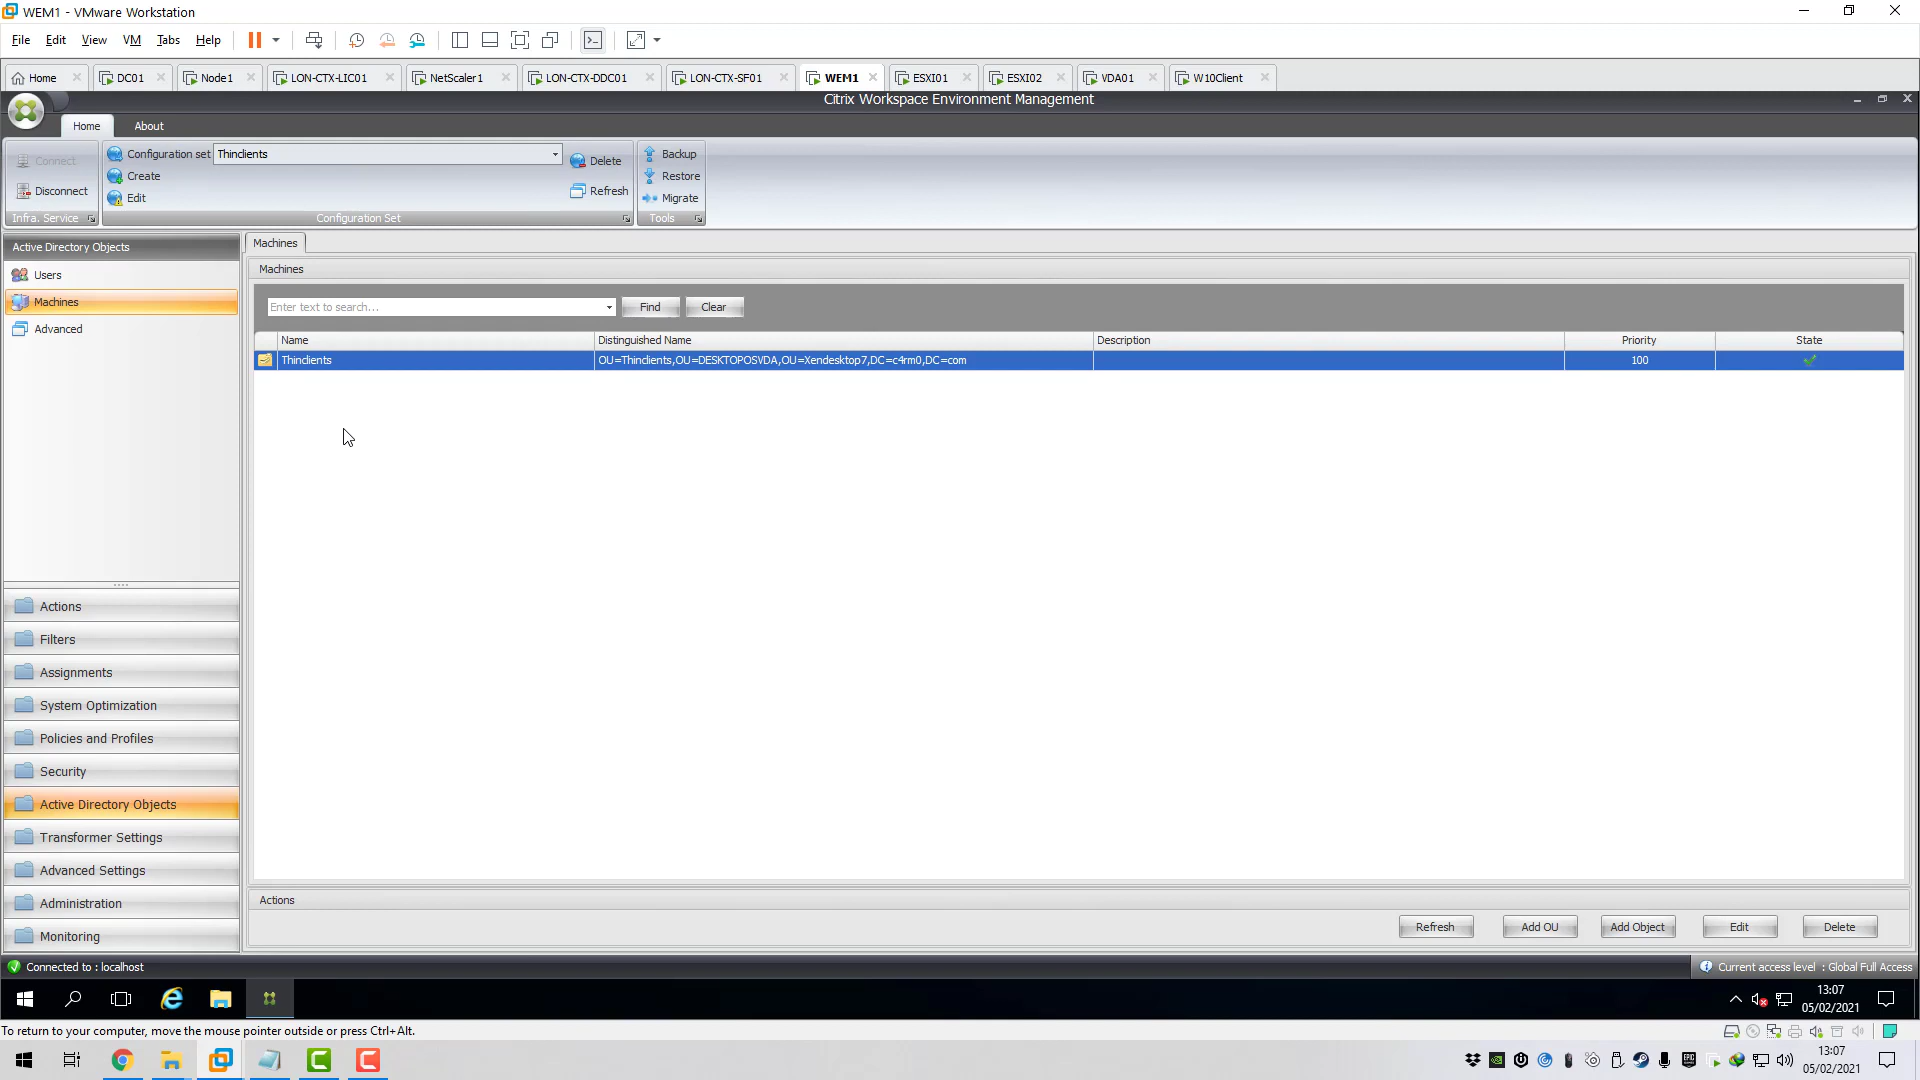 WEM1 - VMware Workstation
File Edit View VM Tabs Help
Home DC01 Node1 LON-CTX-LIC01 NetScaler1 LON-CTX-DDC01 LON-CTX-SF01 WEM1 ESXI01 ESXI02 VDA01 W10Client
Citrix Workspace Environment Management
Home About
Connect Configuration set Thinclients Delete Backup
Create Restore
Disconnect Edit Refresh Migrate
Infra. Service Configuration Set Tools
Active Directory Objects
Users
Machines
Advanced
Machines
Machines
Enter text to search... Find Clear
Name Distinguished Name Description Priority State
Thinclients OU=Thinclients,OU=DESKTOPOSVDA,OU=Xendesktop7,DC=c4rm0,DC=com 100
Actions
Filters
Assignments
System Optimization
Policies and Profiles
Security
Active Directory Objects
Transformer Settings
Advanced Settings
Administration
Monitoring
Actions
Refresh Add OU Add Object Edit Delete
Connected to : localhost Current access level : Global Full Access
13:07
05/02/2021
To return to your computer, move the mouse pointer outside or press Ctrl+Alt.
13:07
05/02/2021